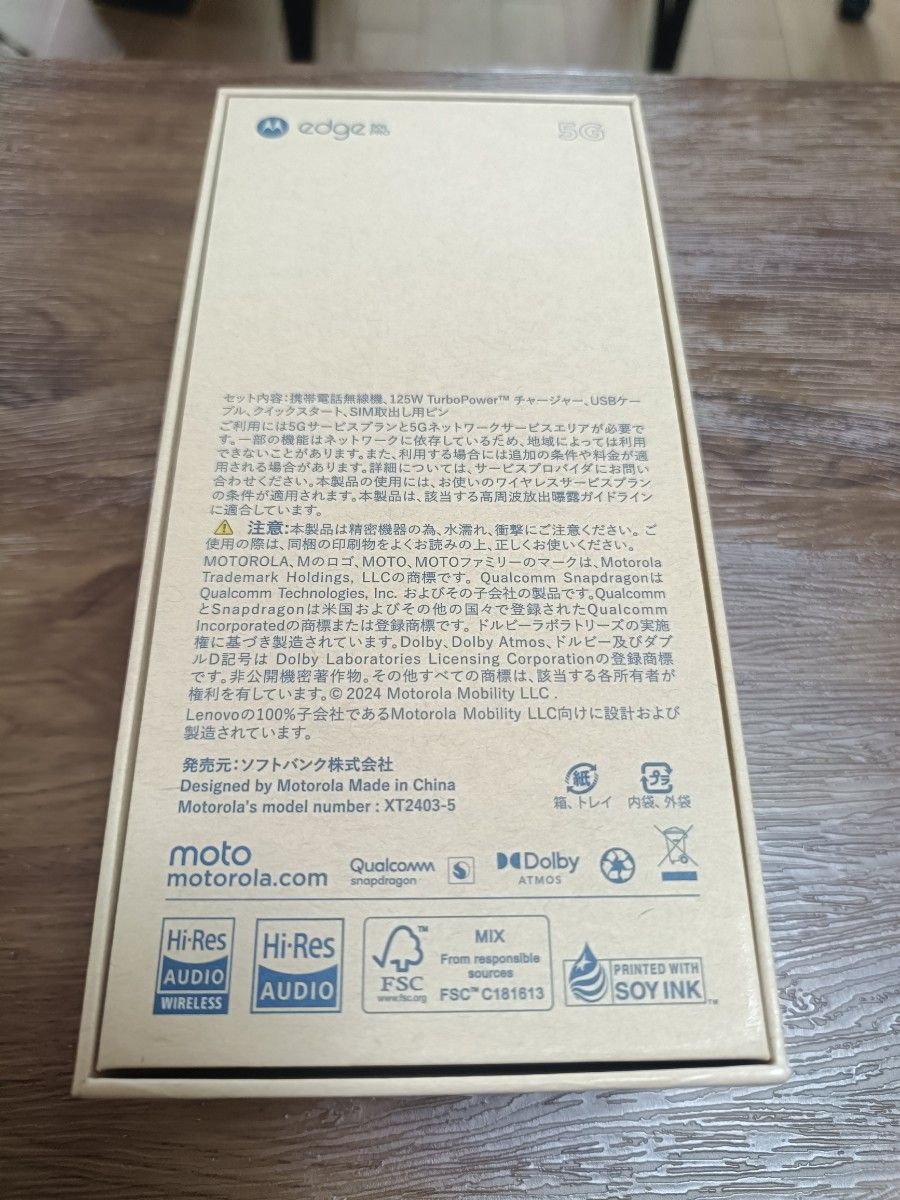 edge 50s PRO
5G
セット内容:携帯電話無線機、125W TurboPower™ チャージャー、USBケー
ブル、クイックスタート、SIM取出し用ピン
ご利用には5Gサービスプランと5Gネットワークサービスエリアが必要で
す。一部の機能はネットワークに依存しているため、地域によっては利用
できないことがあります。また、利用する場合には追加の条件や料金が適
用される場合があります。詳細については、サービスプロバイダにお問い
合わせください。本製品の使用には、お使いのワイヤレスサービスプラン
の条件が適用されます。本製品は、該当する高周波放出曝露ガイドライン
に適合しています。
注意:本製品は精密機器の為、水濡れ、衝撃にご注意ください。ご
使用の際は、同梱の印刷物をよくお読みの上、正しくお使いください。
MOTOROLA、Mのロゴ、MOTO、MOTOファミリーのマークは、Motorola
Trademark Holdings, LLCの商標です。Qualcomm Snapdragonは
Qualcomm Technologies, Inc. およびその子会社の製品です。Qualcomm
とSnapdragonは米国およびその他の国々で登録されたQualcomm
Incorporatedの商標または登録商標です。ドルビーラボラトリーズの実施
権に基づき製造されています。Dolby、Dolby Atmos、ドルビー及びダブ
ルD記号は Dolby Laboratories Licensing Corporationの登録商標
です。非公開機密著作物。その他すべての商標は、該当する各所有者が
権利を有しています。© 2024 Motorola Mobility LLC .
Lenovoの100%子会社であるMotorola Mobility LLC向けに設計および
製造されています。
発売元:ソフトバンク株式会社
Designed by Motorola Made in China
Motorola's model number : XT2403-5
紙
箱、トレイ
プラ
内袋、外袋
moto
motorola.com
Qualcomm
snapdragon
Dolby
ATMOS
Hi-Res
AUDIO
WIRELESS
Hi-Res
AUDIO
FSC
www.fsc.org
MIX
From responsible
sources
FSC™ C181613
PRINTED WITH
SOY INK™